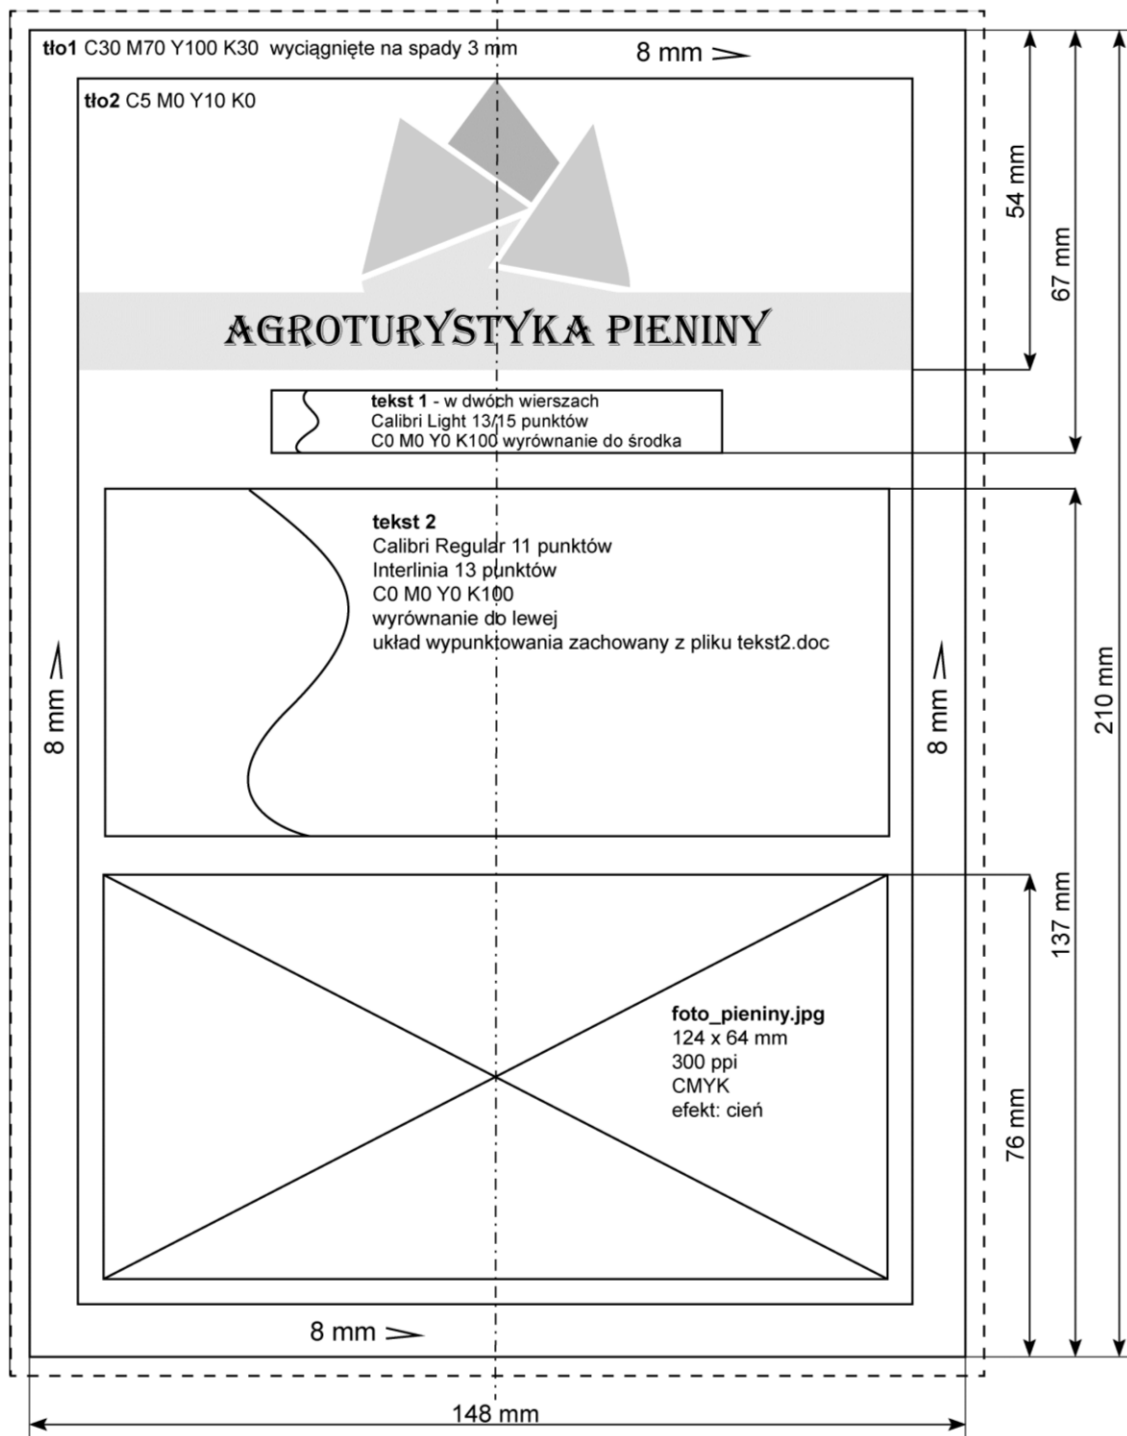 tło1 C30 M70 Y100 K30 wyciągnięte na spady 3 mm
8 mm
tło2 C5 M0 Y10 K0
54 mm
67 mm
AGROTURYSTYKA PIENINY
tekst 1 - w dwóch wierszach
Calibri Light 13/15 punktów
C0 M0 Y0 K100 wyrównanie do środka
tekst 2
Calibri Regular 11 punktów
Interlinia 13 punktów
C0 M0 Y0 K100
wyrównanie do lewej
układ wypunktowania zachowany z pliku tekst2.doc
8 mm
8 mm
210 mm
137 mm
foto_pieniny.jpg
124 x 64 mm
300 ppi
CMYK
efekt: cień
76 mm
8 mm
148 mm